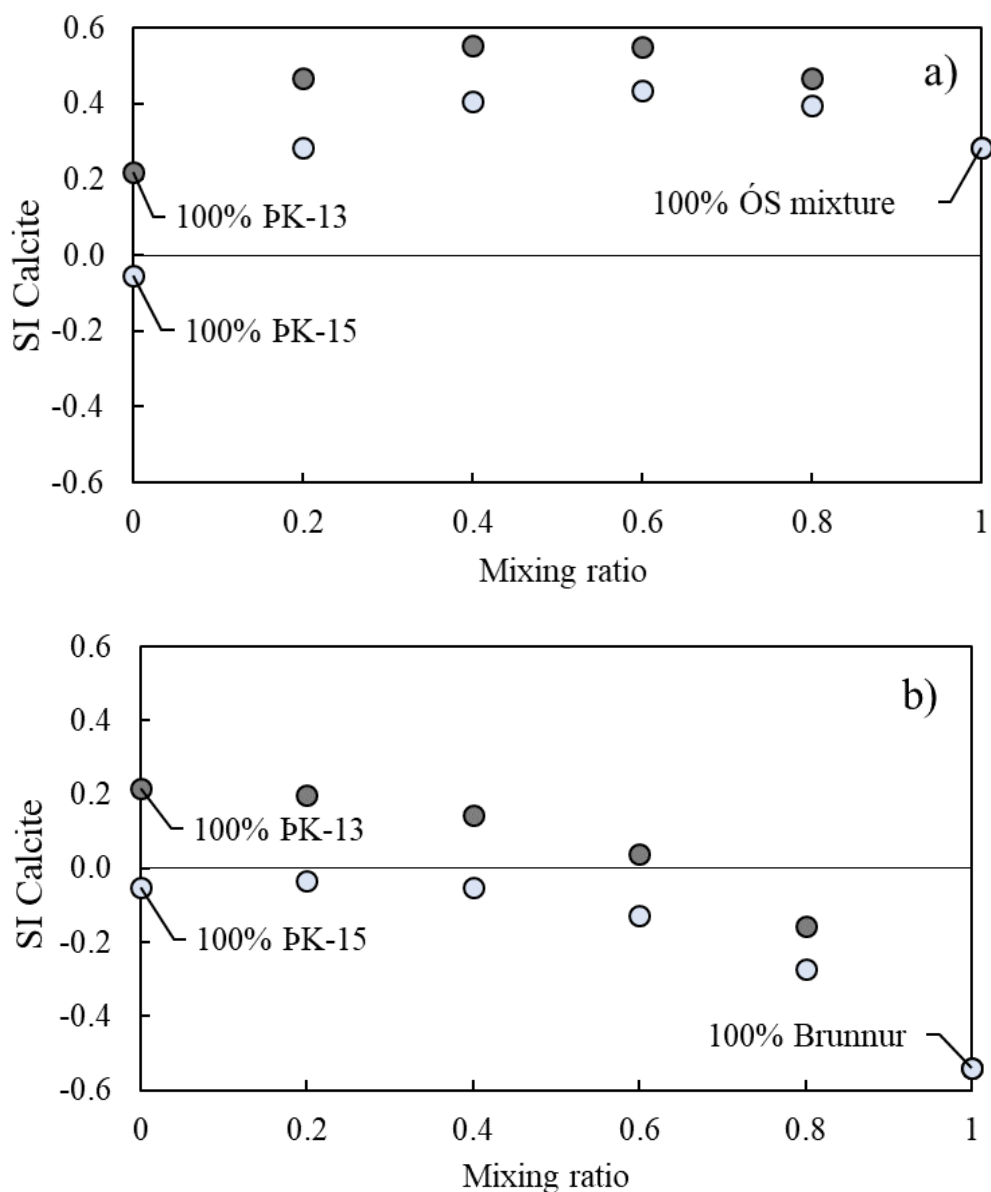 0.6
a)
0.4
0.2
100% ÞK-13
100% ÓS mixture
0.0
SI Calcite
-0.2
100% ÞK-15
-0.4
-0.6
0 0.2 0.4 0.6 0.8 1
Mixing ratio
0.6
b)
0.4
0.2
100% ÞK-13
0.0
SI Calcite
100% ÞK-15
-0.2
-0.4
100% Brunnur
-0.6
0 0.2 0.4 0.6 0.8 1
Mixing ratio